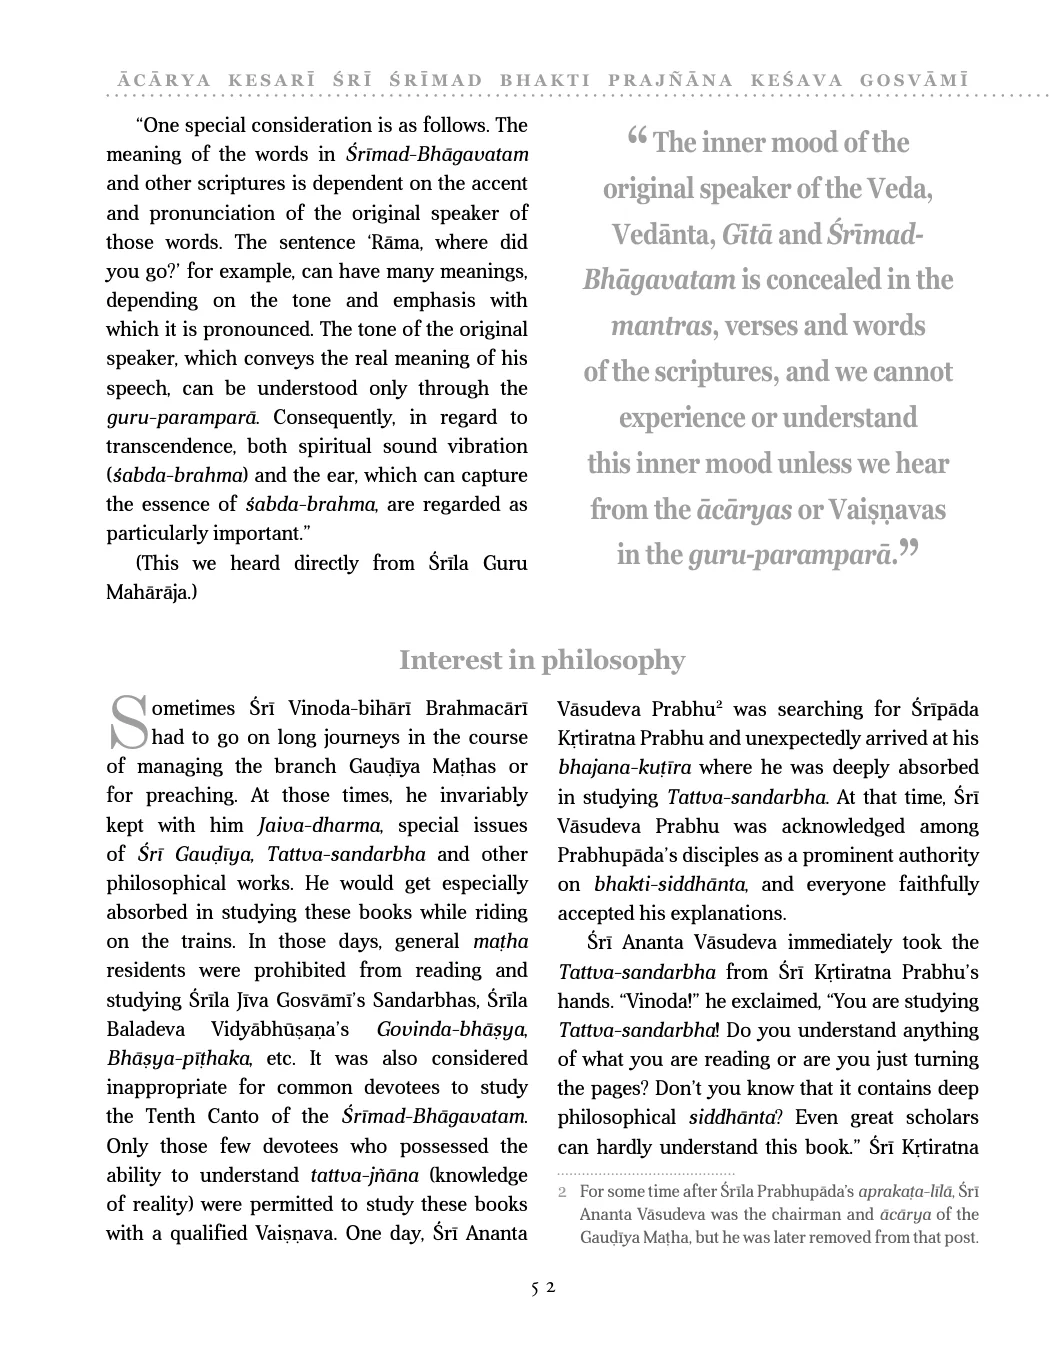 ĀCĀRYA KESARĪ ŚRĪ ŚRĪMAD BHAKTI PRAJÑĀNA KEŚAVA GOSVĀMĪ
“One special consideration is as follows. The
meaning of the words in Śrīmad-Bhāgavatam
and other scriptures is dependent on the accent
and pronunciation of the original speaker of
those words. The sentence ‘Rāma, where did
you go?’ for example, can have many meanings,
depending on the tone and emphasis with
which it is pronounced. The tone of the original
speaker, which conveys the real meaning of his
speech, can be understood only through the
guru-paramparā. Consequently, in regard to
transcendence, both spiritual sound vibration
(śabda-brahma) and the ear, which can capture
the essence of śabda-brahma, are regarded as
particularly important.”
(This we heard directly from Śrīla Guru
Mahārāja.)
“The inner mood of the
original speaker of the Veda,
Vedānta, Gītā and Śrīmad-
Bhāgavatam is concealed in the
mantras, verses and words
of the scriptures, and we cannot
experience or understand
this inner mood unless we hear
from the ācāryas or Vaiṣṇavas
in the guru-paramparā.”
Interest in philosophy
Sometimes Śrī Vinoda-bihārī Brahmacārī
had to go on long journeys in the course
of managing the branch Gauḍīya Maṭhas or
for preaching. At those times, he invariably
kept with him Jaiva-dharma, special issues
of Śrī Gauḍīya, Tattva-sandarbha and other
philosophical works. He would get especially
absorbed in studying these books while riding
on the trains. In those days, general maṭha
residents were prohibited from reading and
studying Śrīla Jīva Gosvāmī’s Sandarbhas, Śrīla
Baladeva Vidyābhūṣaṇa’s Govinda-bhāṣya,
Bhāṣya-pīṭhaka, etc. It was also considered
inappropriate for common devotees to study
the Tenth Canto of the Śrīmad-Bhāgavatam.
Only those few devotees who possessed the
ability to understand tattva-jñāna (knowledge
of reality) were permitted to study these books
with a qualified Vaiṣṇava. One day, Śrī Ananta
Vāsudeva Prabhu² was searching for Śrīpāda
Kṛtiratna Prabhu and unexpectedly arrived at his
bhajana-kuṭīra where he was deeply absorbed
in studying Tattva-sandarbha. At that time, Śrī
Vāsudeva Prabhu was acknowledged among
Prabhupāda’s disciples as a prominent authority
on bhakti-siddhānta, and everyone faithfully
accepted his explanations.
Śrī Ananta Vāsudeva immediately took the
Tattva-sandarbha from Śrī Kṛtiratna Prabhu’s
hands. “Vinoda!” he exclaimed, “You are studying
Tattva-sandarbha! Do you understand anything
of what you are reading or are you just turning
the pages? Don’t you know that it contains deep
philosophical siddhānta? Even great scholars
can hardly understand this book.” Śrī Kṛtiratna
2 For some time after Śrīla Prabhupāda’s aprakaṭa-līlā, Śrī
Ananta Vāsudeva was the chairman and ācārya of the
Gauḍīya Maṭha, but he was later removed from that post.
52